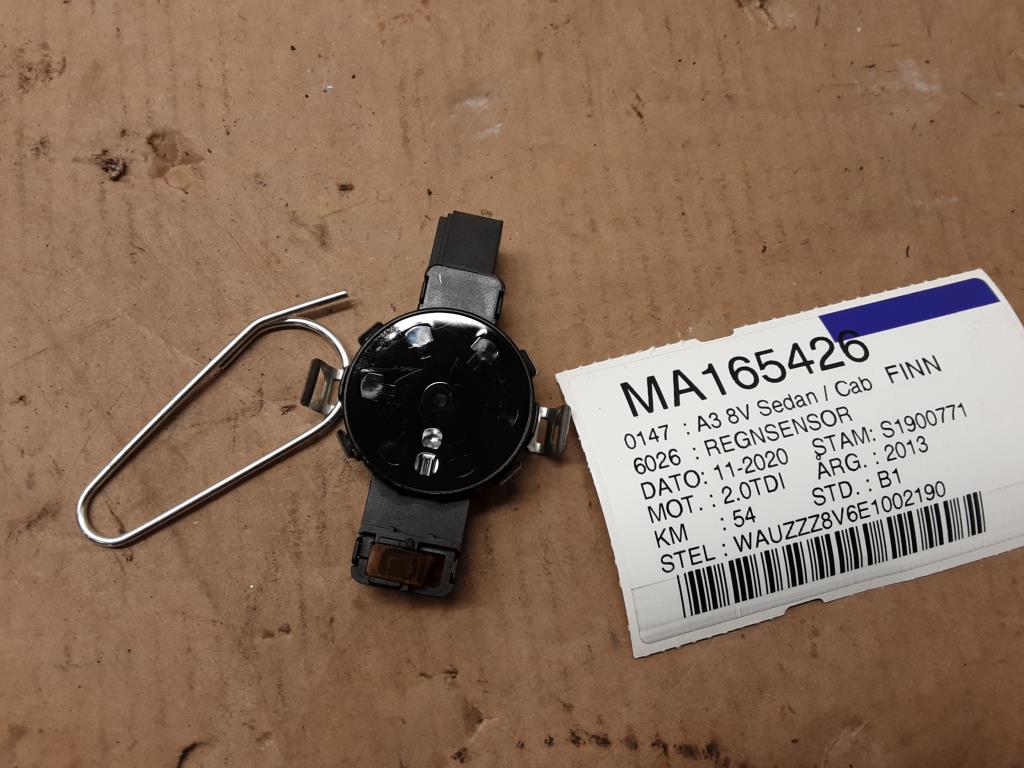 MA165426
0147 : A3 8V Sedan / Cab FINN
6026 : REGNSENSOR
DATO: 11-2020 STAM: S1900771
MOT. : 2.0TDI ÅRG. : 2013
KM : 54 STD. : B1
STEL : WAUZZZ8V6E1002190